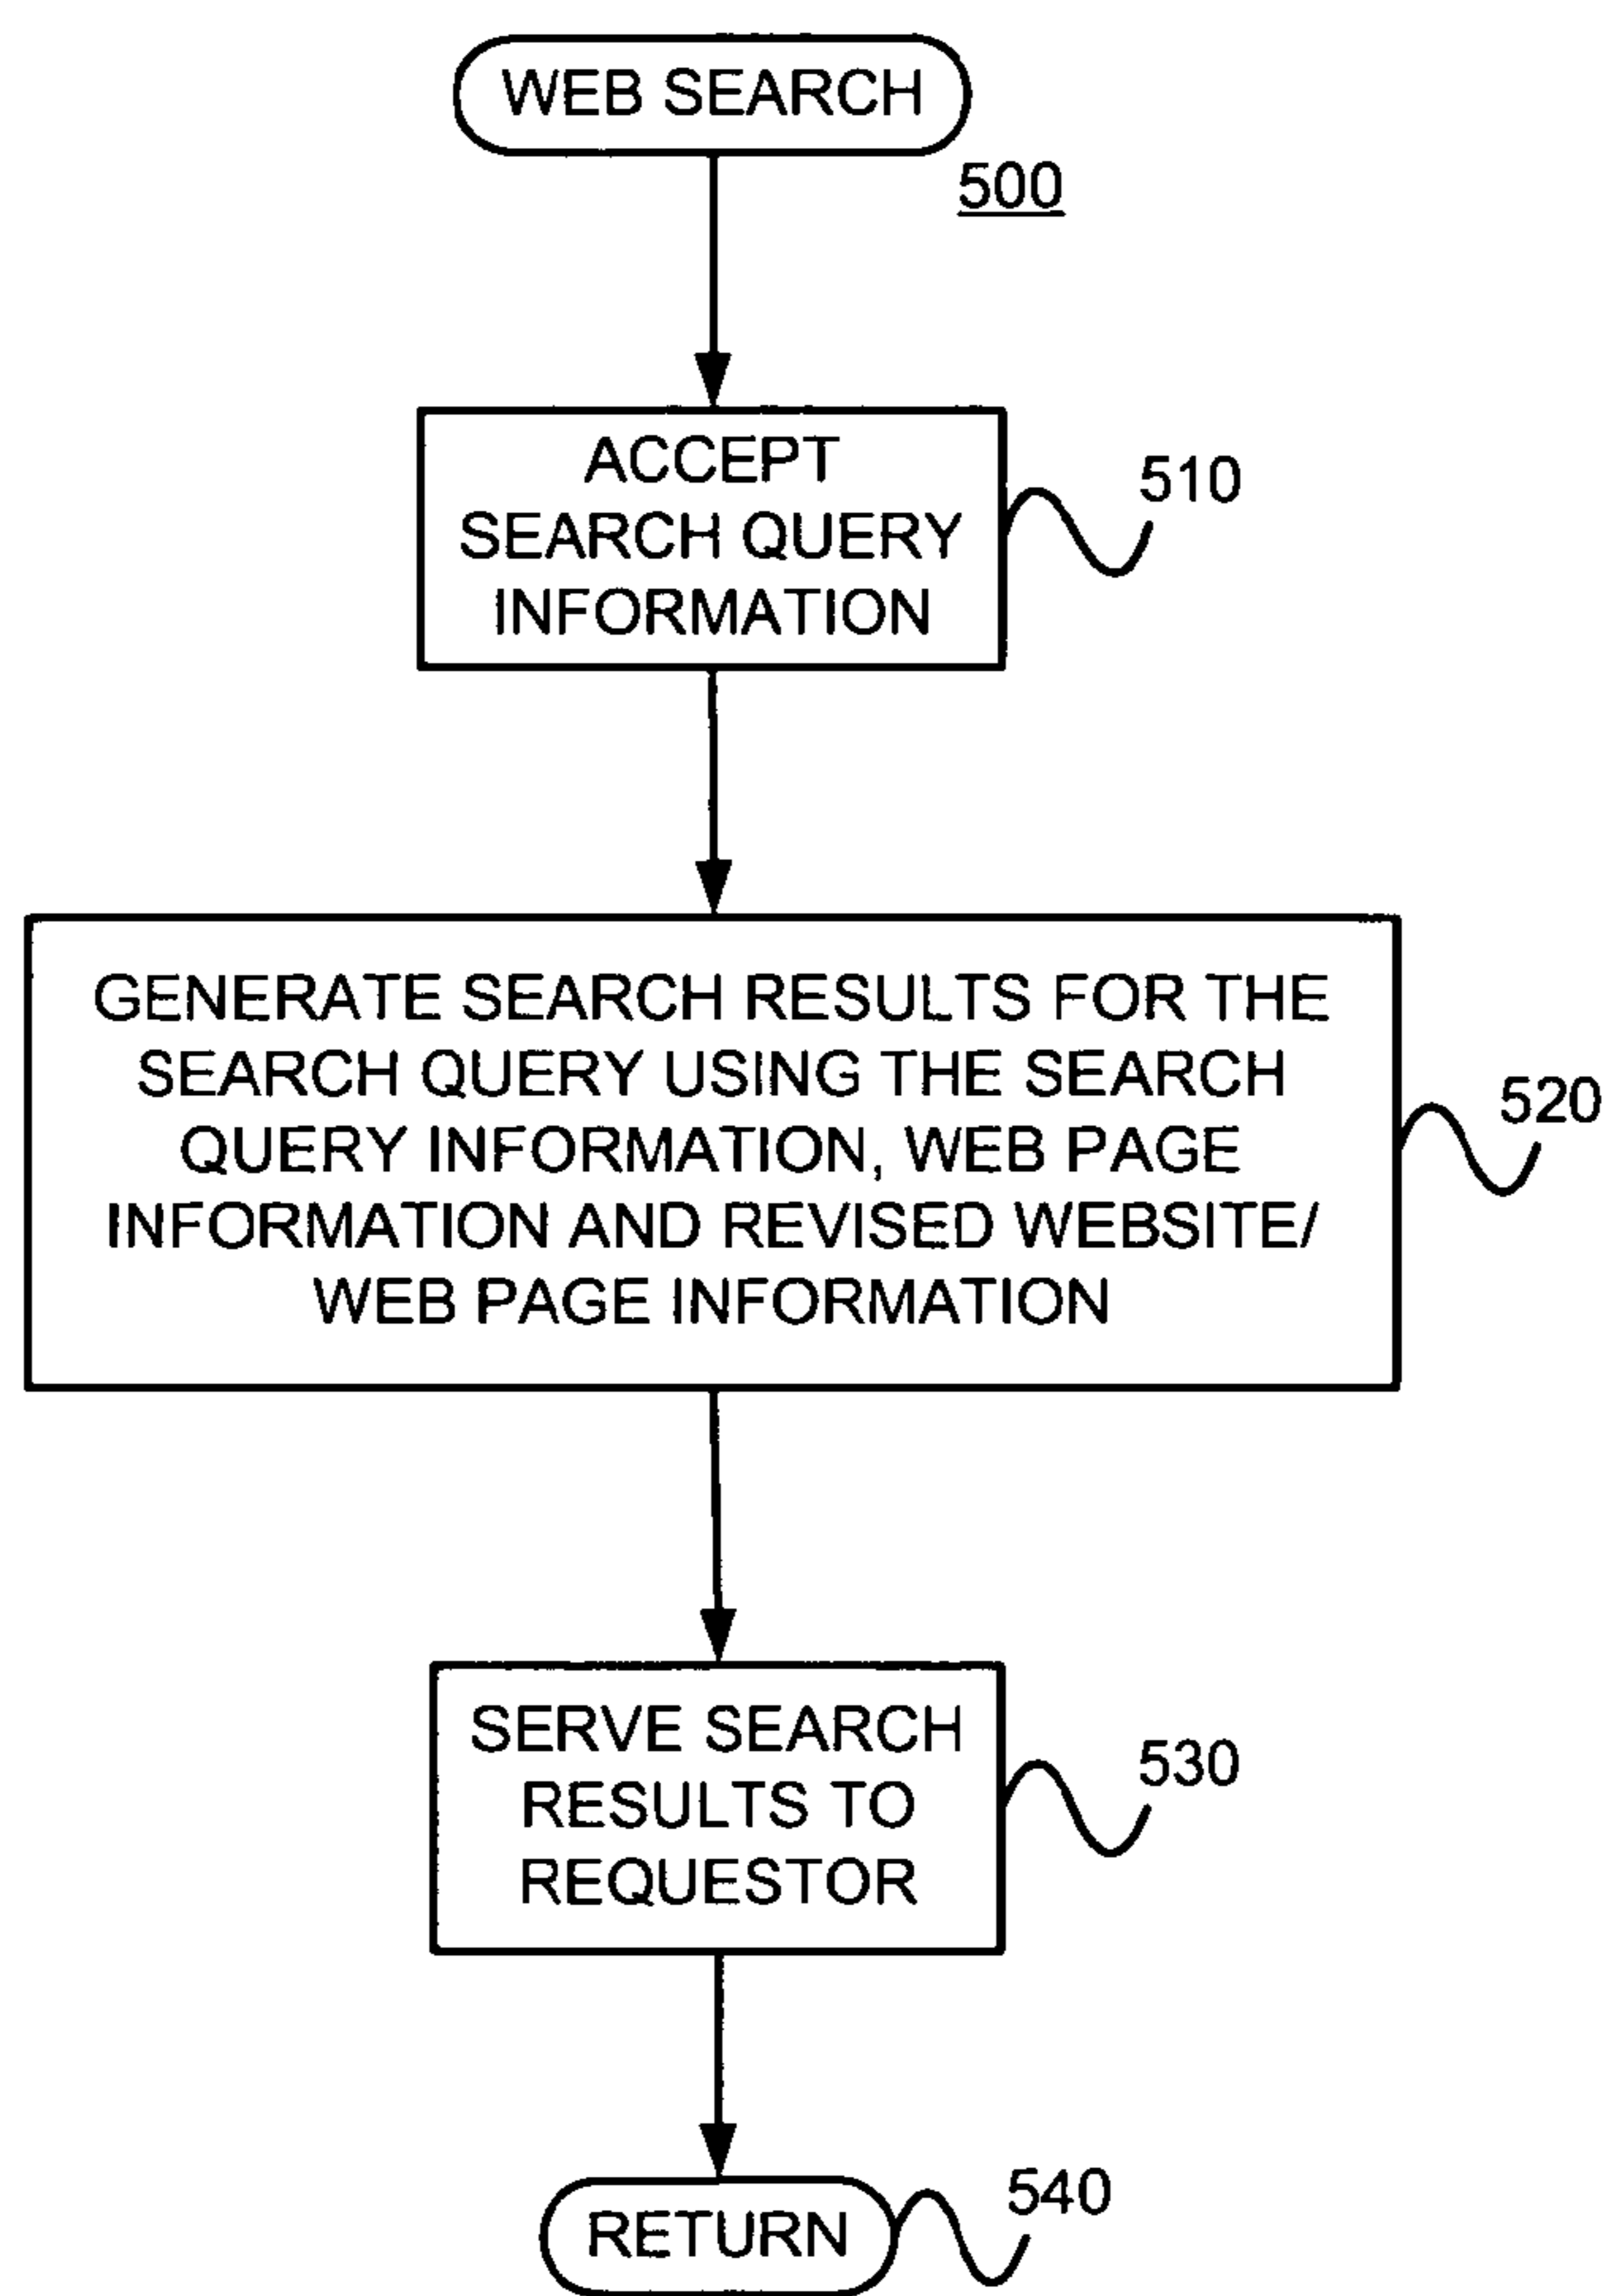 WEB SEARCH
500
ACCEPT
SEARCH QUERY
INFORMATION
510
GENERATE SEARCH RESULTS FOR THE
SEARCH QUERY USING THE SEARCH
QUERY INFORMATION, WEB PAGE
INFORMATION AND REVISED WEBSITE/
WEB PAGE INFORMATION
520
SERVE SEARCH
RESULTS TO
REQUESTOR
530
RETURN
540